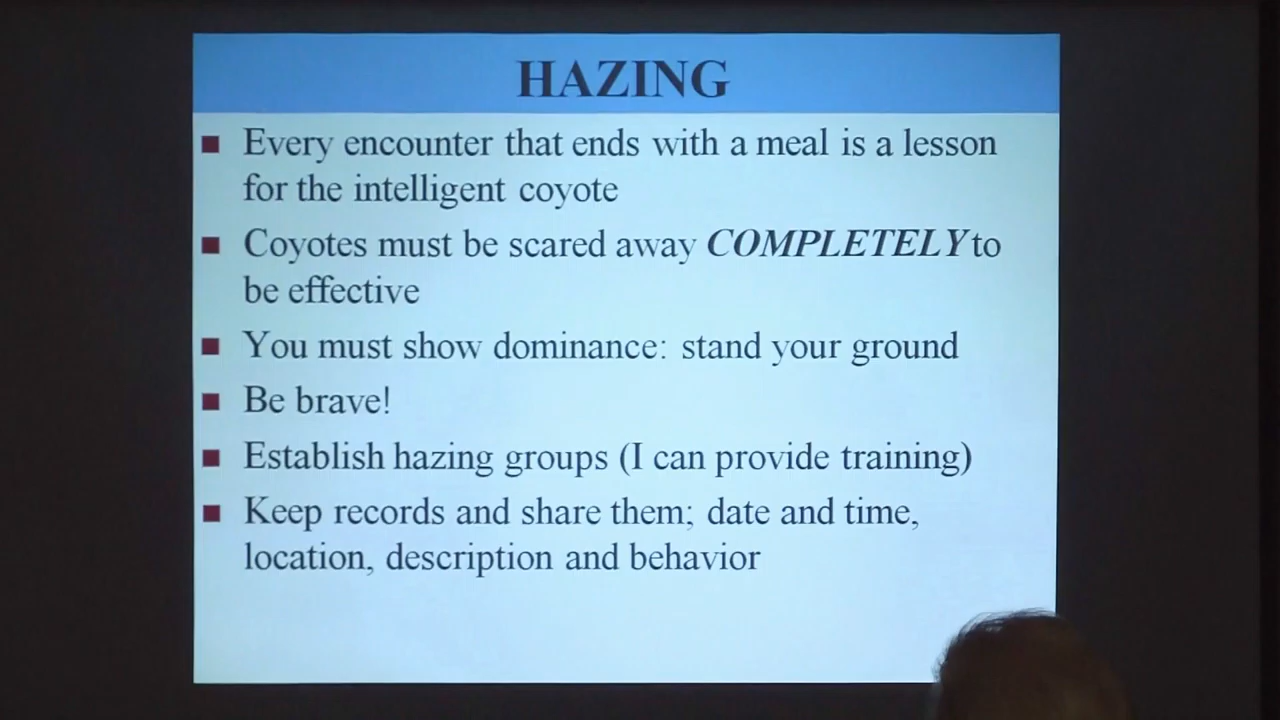 HAZING
Every encounter that ends with a meal is a lesson
for the intelligent coyote
Coyotes must be scared away COMPLETELY to
be effective
You must show dominance: stand your ground
Be brave!
Establish hazing groups (I can provide training)
Keep records and share them; date and time,
location, description and behavior